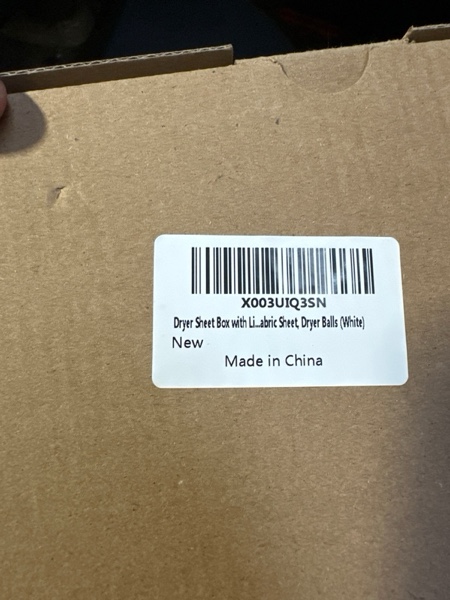 X003UIQ3SN
Dryer Sheet Box with Li...abric Sheet, Dryer Balls (White)
New
Made in China